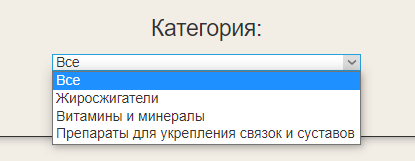 Категория:
Все
Все
Жиросжигатели
Витамины и минералы
Препараты для укрепления связок и суставов